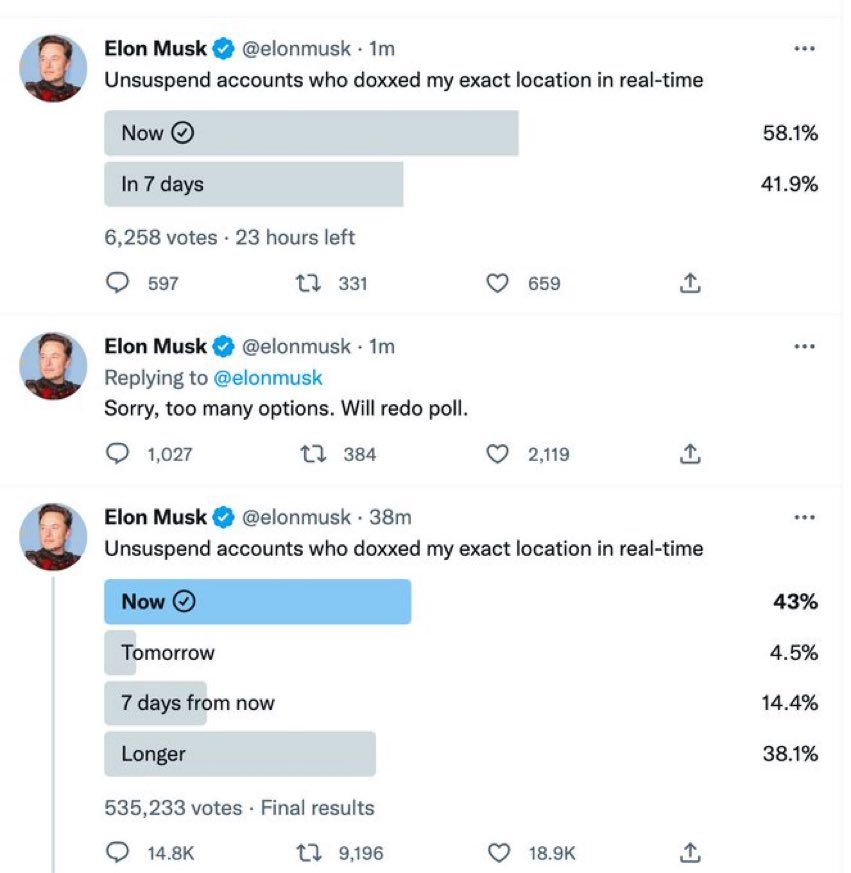 Elon Musk @elonmusk · 1m
Unsuspend accounts who doxxed my exact location in real-time
Now 58.1%
In 7 days 41.9%
6,258 votes · 23 hours left
597 331 659
Elon Musk @elonmusk · 1m
Replying to @elonmusk
Sorry, too many options. Will redo poll.
1,027 384 2,119
Elon Musk @elonmusk · 38m
Unsuspend accounts who doxxed my exact location in real-time
Now 43%
Tomorrow 4.5%
7 days from now 14.4%
Longer 38.1%
535,233 votes · Final results
14.8K 9,196 18.9K